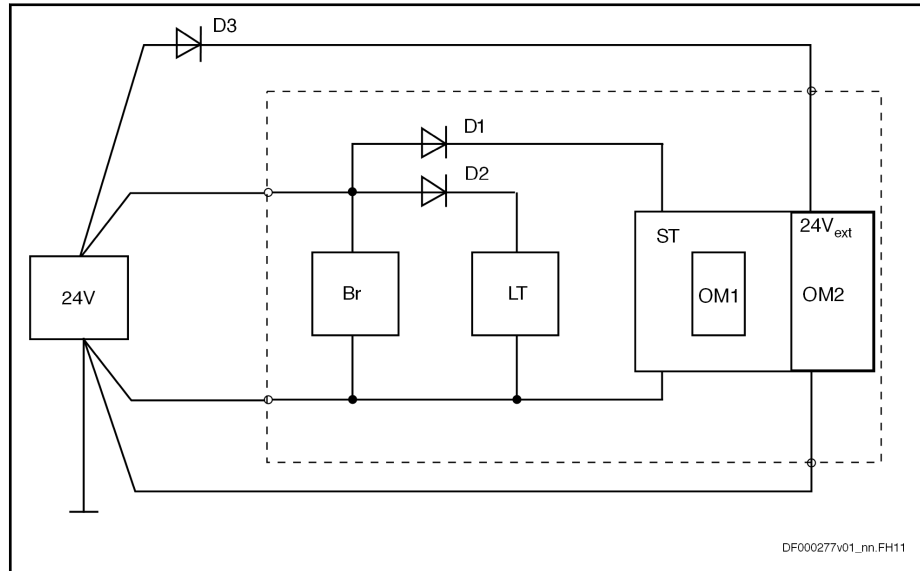 D3
D1
D2
24V
Br
LT
ST
OM1
24Vext
OM2
DF000277v01_nn.FH11